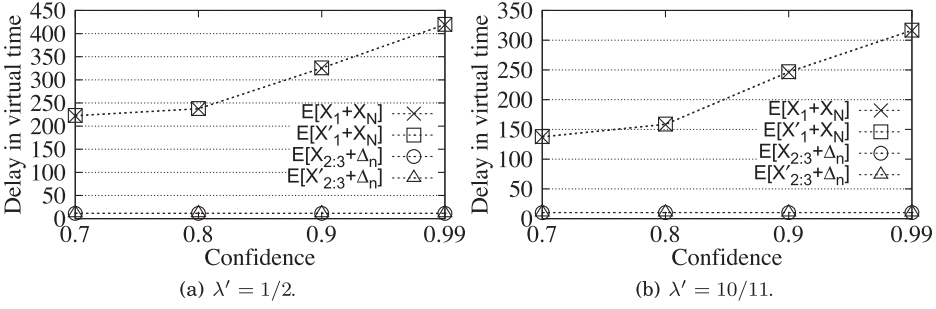 Delay in virtual time
450
400
350
300
250
200
150
100
50
0
E[X1+XN]
E[X′1+XN]
E[X2:3+Δn]
E[X′2:3+Δn]
0.7 0.8 0.9 0.99
Confidence
(a) λ′ = 1/2.
Delay in virtual time
350
300
250
200
150
100
50
0
E[X1+XN]
E[X′1+XN]
E[X2:3+Δn]
E[X′2:3+Δn]
0.7 0.8 0.9 0.99
Confidence
(b) λ′ = 10/11.